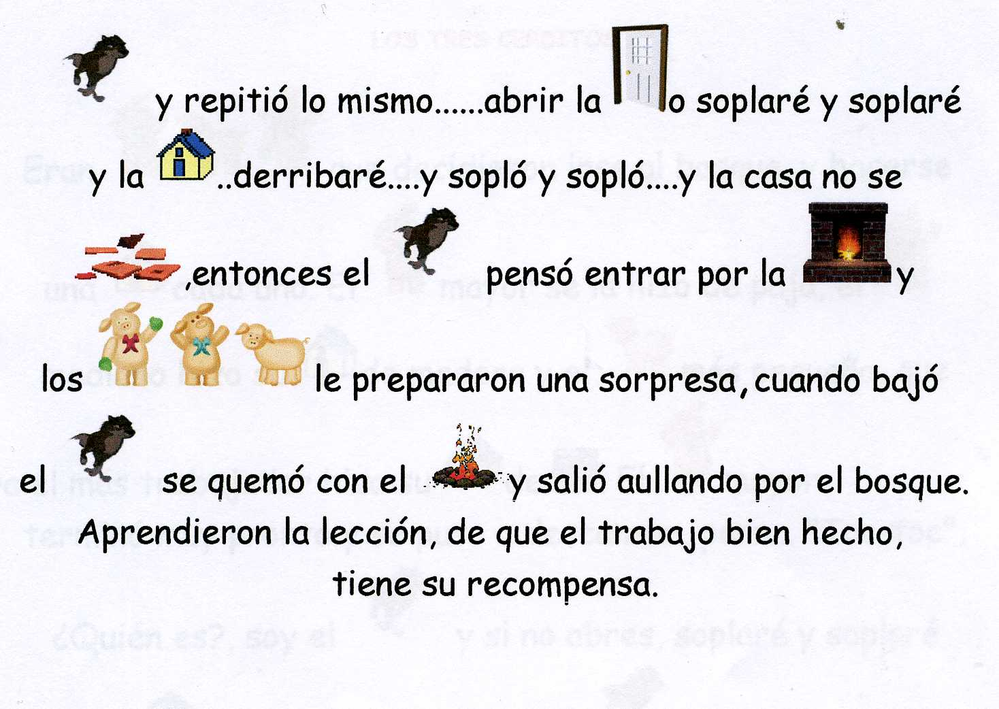 y repitió lo mismo......abrir la o soplaré y soplaré
y la ..derribaré....y sopló y sopló....y la casa no se
,entonces el pensó entrar por la y
los le prepararon una sorpresa, cuando bajó
el se quemó con el y salió aullando por el bosque.
Aprendieron la lección, de que el trabajo bien hecho,
tiene su recompensa.